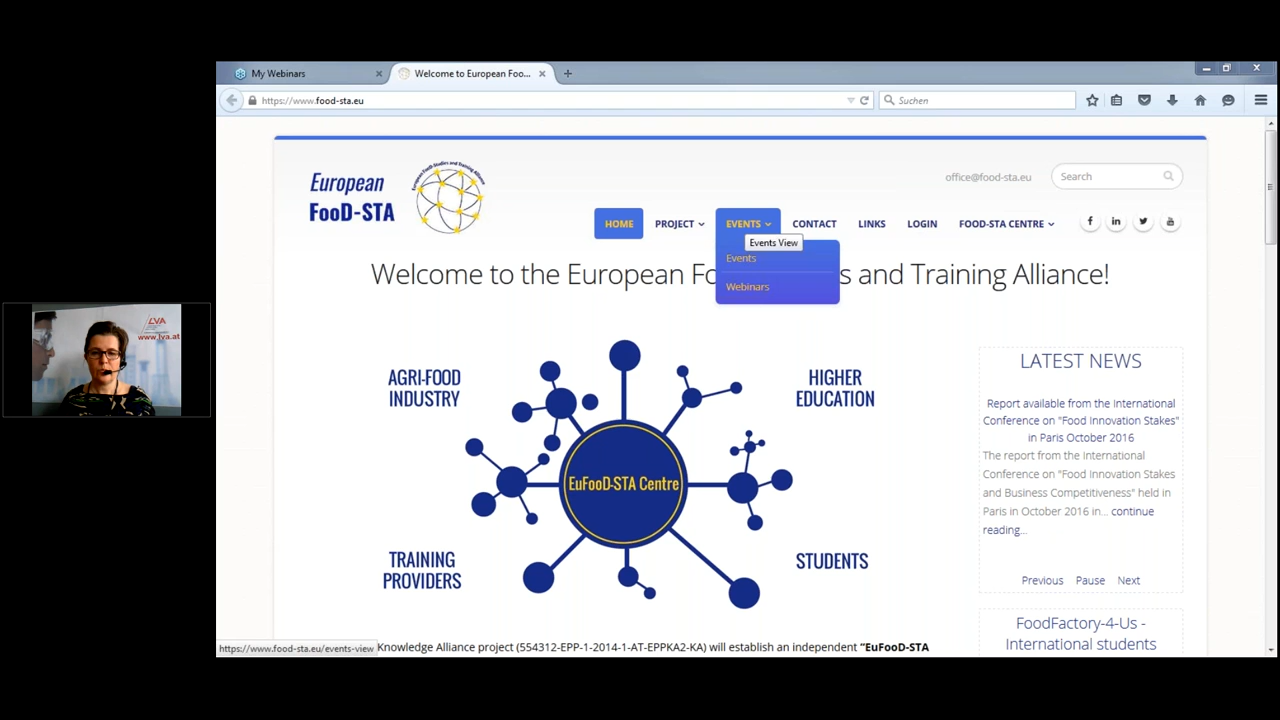 My Webinars
Welcome to European Foo...
https://www.food-sta.eu
Suchen
European
FooD-STA
European Food-Studies and Training Alliance
office@food-sta.eu
Search
HOME
PROJECT
EVENTS
CONTACT
LINKS
LOGIN
FOOD-STA CENTRE
Events View
Events
Webinars
Welcome to the European Fo s and Training Alliance!
LVA
www.lva.at
AGRI-FOOD
INDUSTRY
HIGHER
EDUCATION
EuFooD-STA Centre
TRAINING
PROVIDERS
STUDENTS
LATEST NEWS
Report available from the International
Conference on "Food Innovation Stakes"
in Paris October 2016
The report from the International
Conference on "Food Innovation Stakes
and Business Competitiveness" held in
Paris in October 2016 in... continue
reading...
Previous Pause Next
FoodFactory-4-Us -
International students
https://www.food-sta.eu/events-view
Knowledge Alliance project (554312-EPP-1-2014-1-AT-EPPKA2-KA) will establish an independent "EuFooD-STA